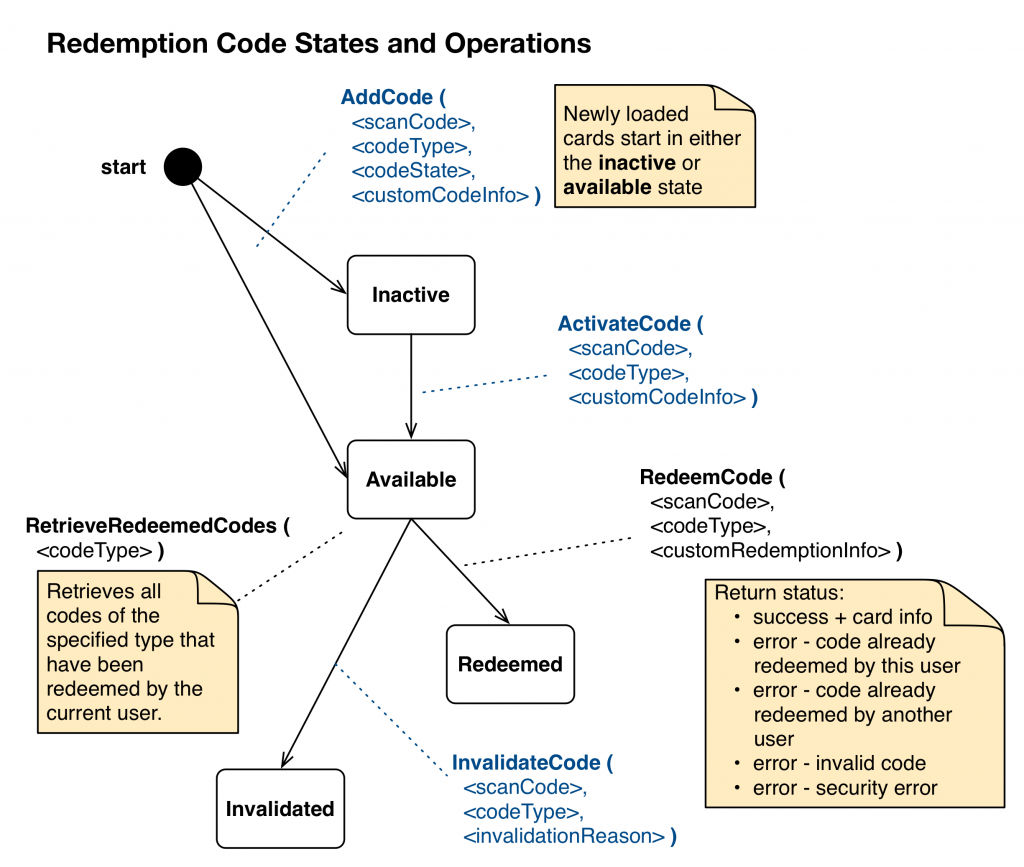 Redemption Code States and Operations
AddCode (
<scanCode>,
<codeType>,
<codeState>,
<customCodeInfo> )
Newly loaded
cards start in either
the inactive or
available state
start
Inactive
ActivateCode (
<scanCode>,
<codeType>,
<customCodeInfo> )
Available
RedeemCode (
<scanCode>,
<codeType>,
<customRedemptionInfo> )
RetrieveRedeemedCodes (
<codeType> )
Retrieves all
codes of the
specified type that
have been
redeemed by the
current user.
Return status:
• success + card info
• error - code already
redeemed by this user
• error - code already
redeemed by another
user
• error - invalid code
• error - security error
Redeemed
InvalidateCode (
<scanCode>,
<codeType>,
<invalidationReason> )
Invalidated